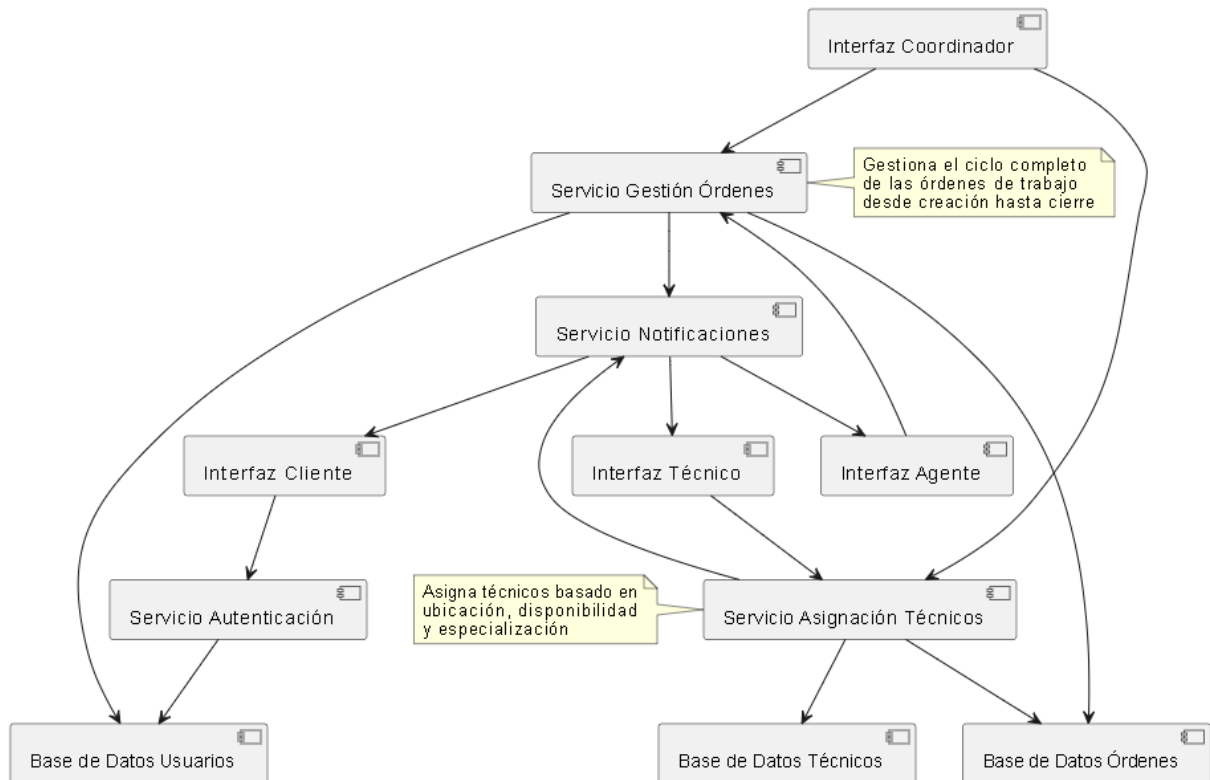 Interfaz Coordinador
Gestiona el ciclo completo
de las órdenes de trabajo
desde creación hasta cierre
Servicio Gestión Órdenes
Servicio Notificaciones
Interfaz Cliente
Interfaz Técnico
Interfaz Agente
Asigna técnicos basado en
ubicación, disponibilidad
y especialización
Servicio Autenticación
Servicio Asignación Técnicos
Base de Datos Usuarios
Base de Datos Técnicos
Base de Datos Órdenes